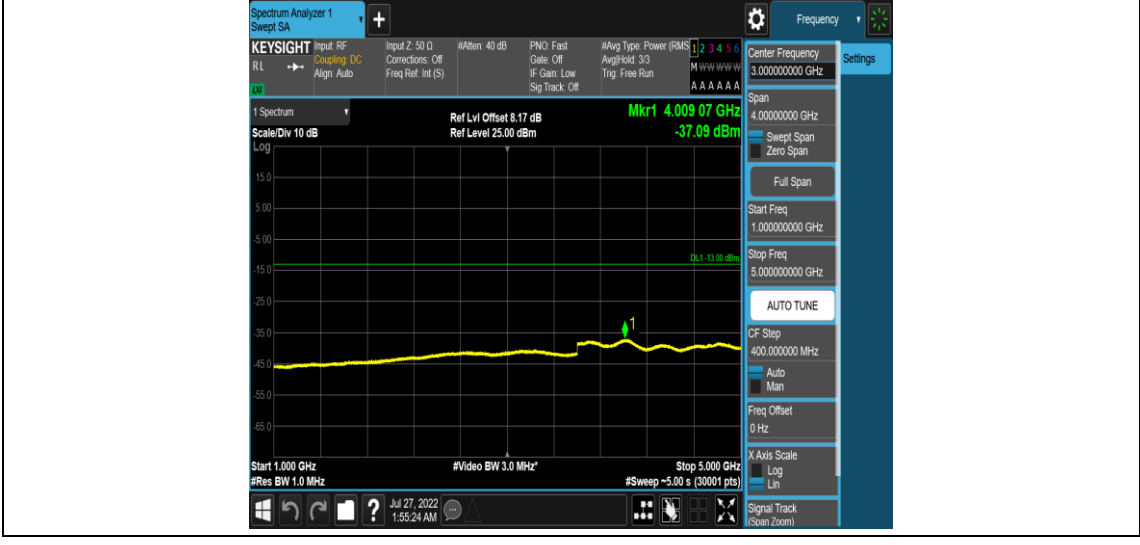 Spectrum Analyzer 1
Swept SA
+
Frequency
KEYSIGHT
RL
Input: RF
Coupling: DC
Align: Auto
Input Z: 50 Ω
Corrections: Off
Freq Ref: Int (S)
#Atten: 40 dB
PNO: Fast
Gate: Off
IF Gain: Low
Sig Track: Off
#Avg Type: Power (RMS
Avg|Hold: 3/3
Trig: Free Run
1 2 3 4 5 6
M W W W W W
A A A A A A
1 Spectrum
Scale/Div 10 dB
Ref Lvl Offset 8.17 dB
Ref Level 25.00 dBm
Mkr1 4.009 07 GHz
-37.09 dBm
Log
15.0
5.00
-5.00
DL1 -13.00 dBm
-15.0
-25.0
1
-35.0
-45.0
-55.0
-65.0
Start 1.000 GHz
#Res BW 1.0 MHz
#Video BW 3.0 MHz*
Stop 5.000 GHz
#Sweep ~5.00 s (30001 pts)
?
Jul 27, 2022
1:55:24 AM
Center Frequency
3.000000000 GHz
Settings
Span
4.00000000 GHz
Swept Span
Zero Span
Full Span
Start Freq
1.000000000 GHz
Stop Freq
5.000000000 GHz
AUTO TUNE
CF Step
400.000000 MHz
Auto
Man
Freq Offset
0 Hz
X Axis Scale
Log
Lin
Signal Track
(Span Zoom)